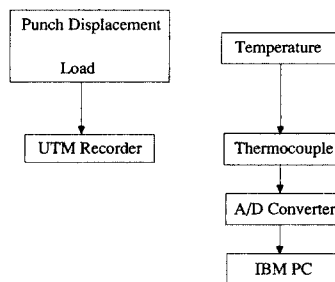 Punch Displacement
Load
UTM Recorder
Temperature
Thermocouple
A/D Converter
IBM PC